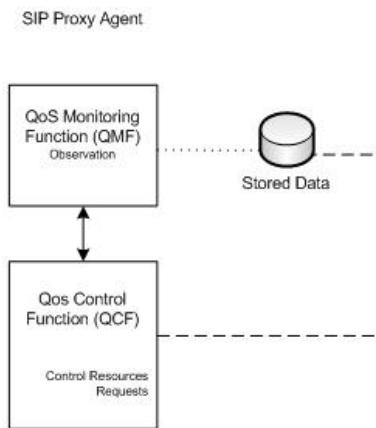 SIP Proxy Agent
QoS Monitoring
Function (QMF)
Observation
Stored Data
Qos Control
Function (QCF)
Control Resources
Requests